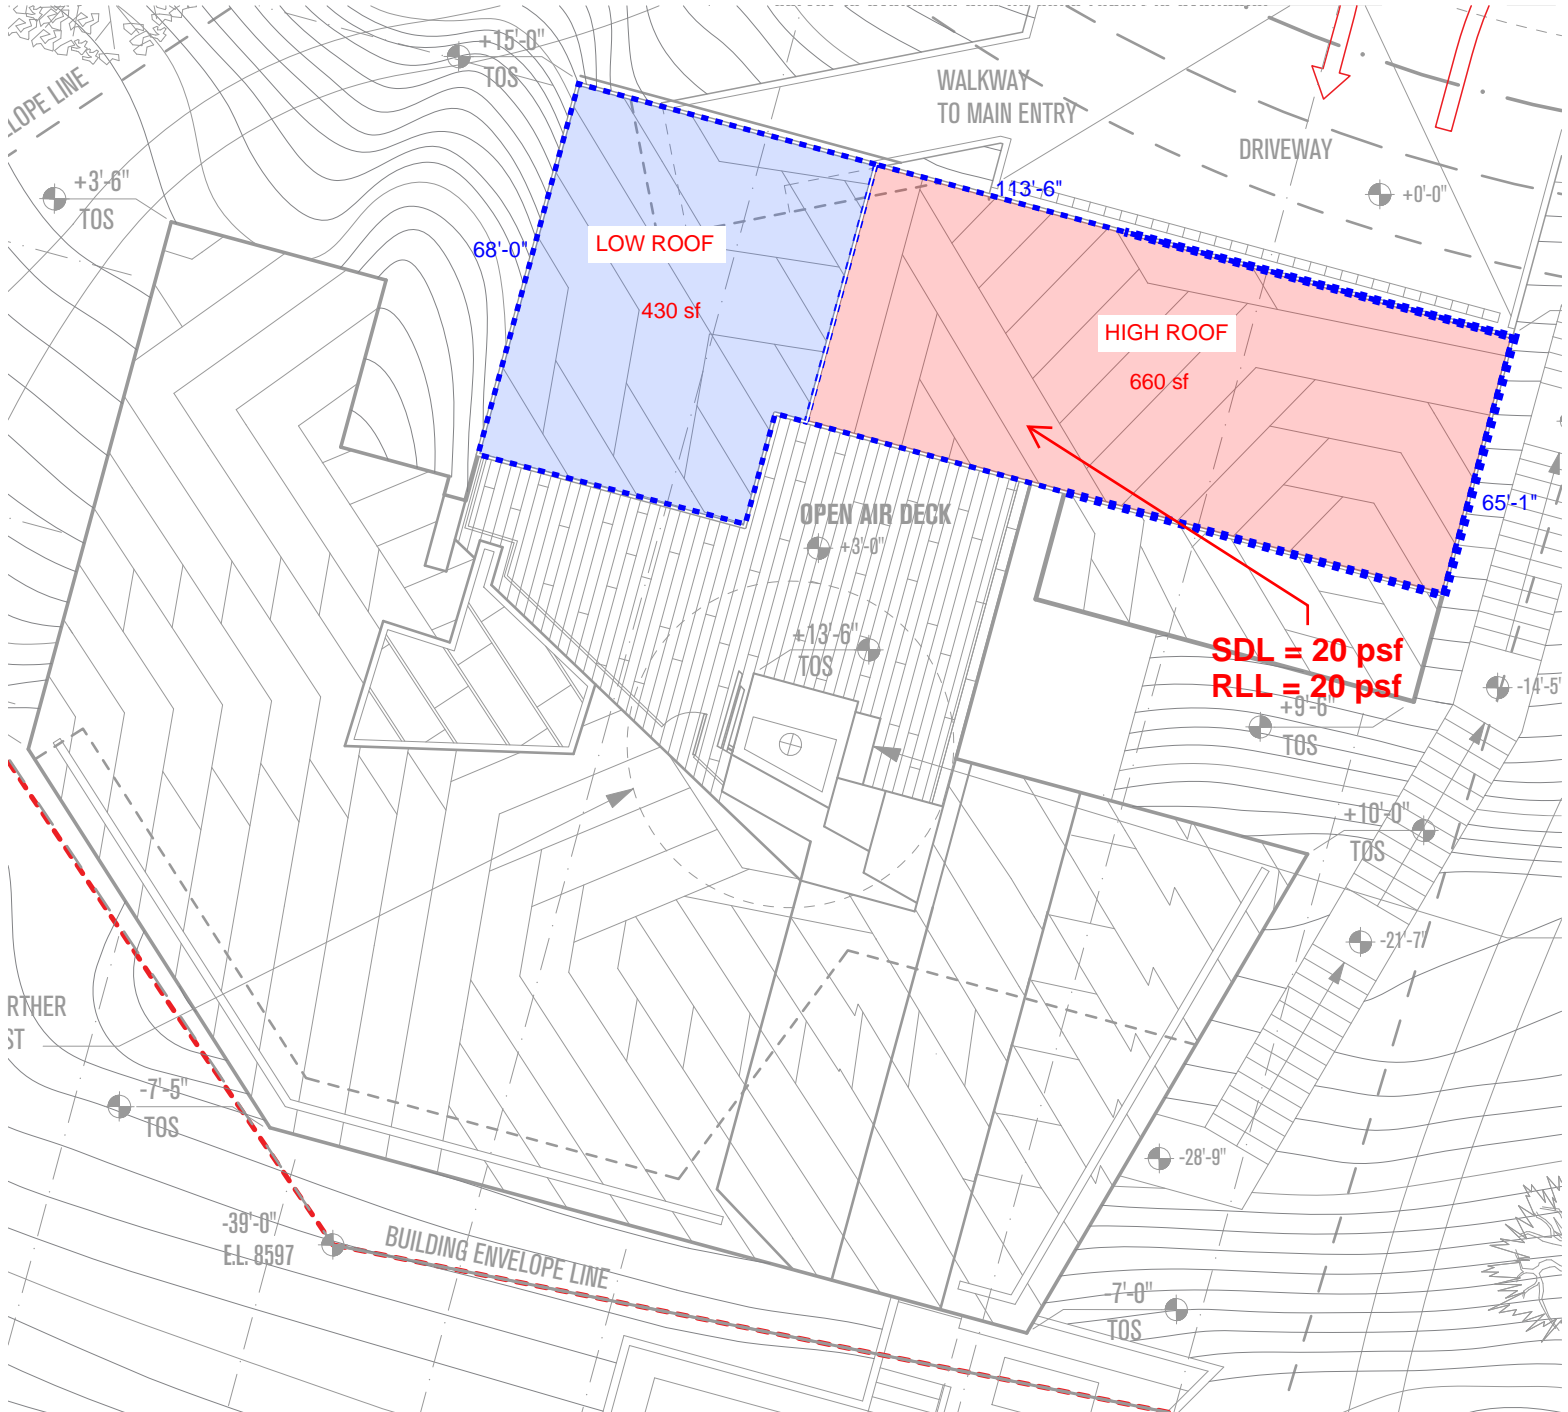 +15'-0"
TOS
WALKWAY
TO MAIN ENTRY
LOPE LINE
DRIVEWAY
+3'-6"
TOS
113'-6"
+0'-0"
68'-0"
LOW ROOF
430 sf
HIGH ROOF
660 sf
65'-1"
OPEN AIR DECK
+3'-0"
+13'-6"
TOS
SDL = 20 psf
RLL = 20 psf
-14'-5"
+9'-6"
TOS
+10'-0"
TOS
-21'-7"
RTHER
ST
-7'-5"
TOS
-28'-9"
-39'-0"
E.L. 8597
BUILDING ENVELOPE LINE
-7'-0"
TOS